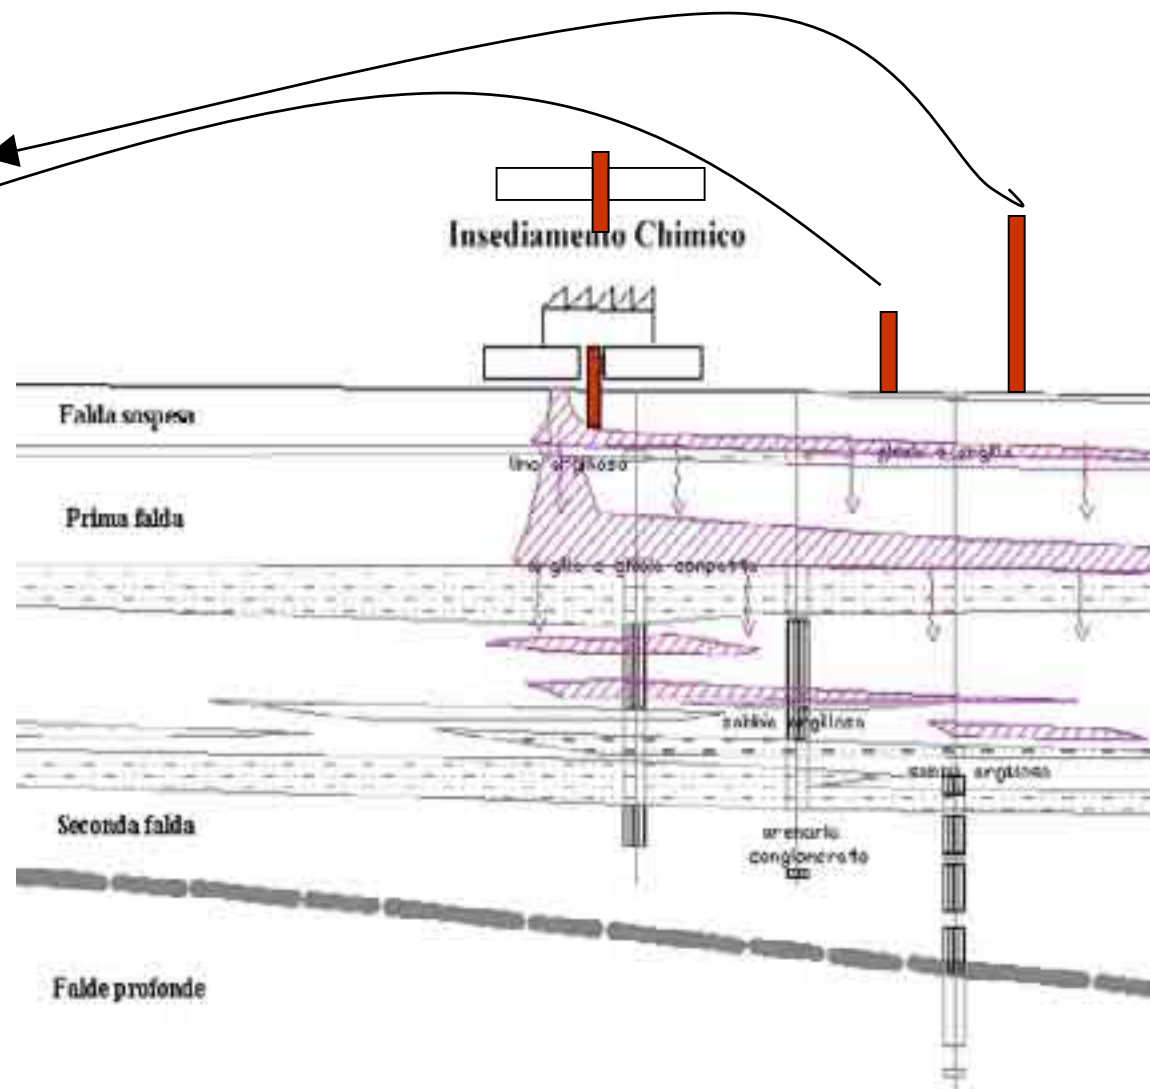 Insediamento Chimico
Falda sospesa
limo argilloso
ghiaia e argilla
Prima falda
argilla e ghiaia compatta
sabbia argillosa
sabbia argillosa
Seconda falda
arenaria
conglomerato
Falde profonde